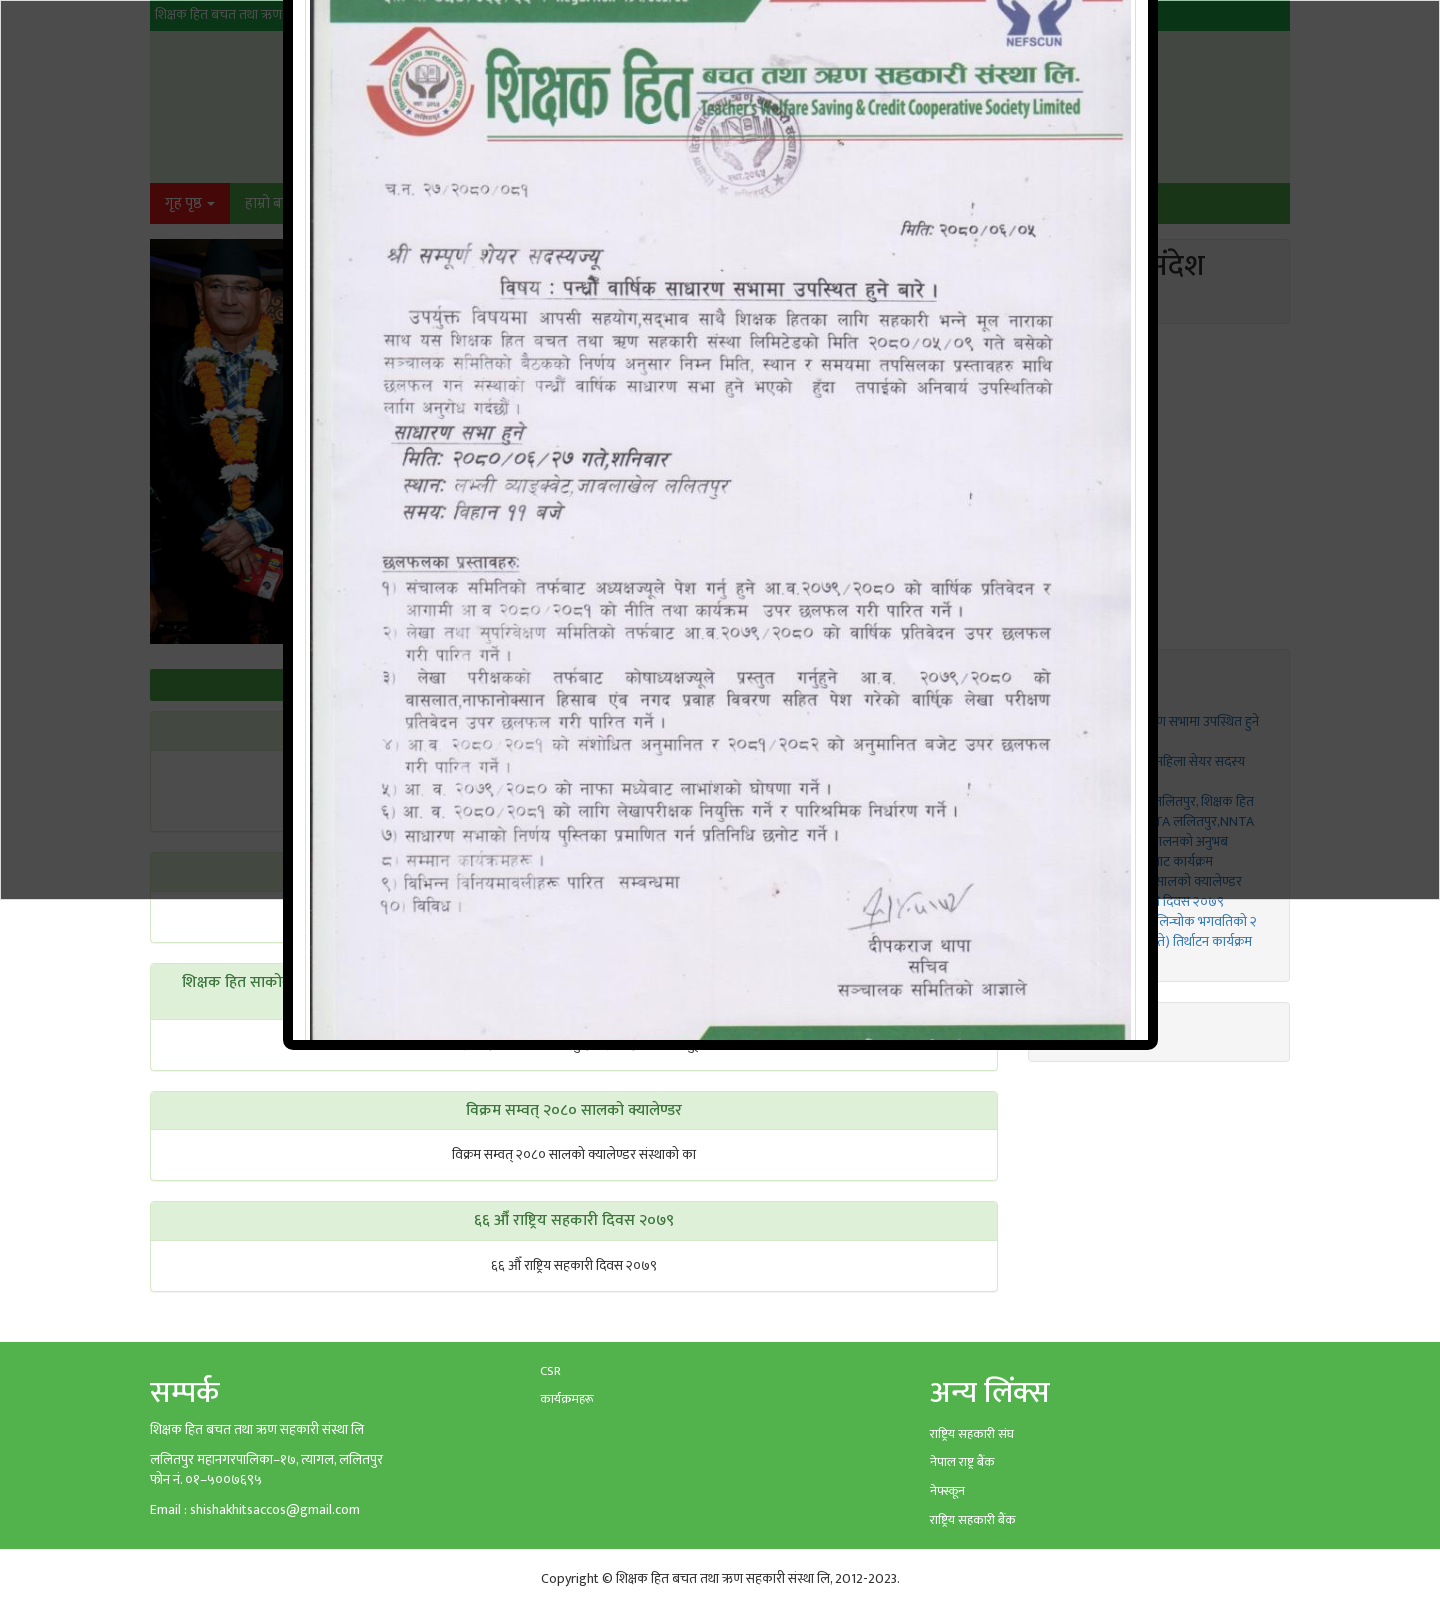 शिक्षक हित बचत तथा ऋण
NEFSCUN
शिक्षक हित बचत तथा ऋण सहकारी संस्था लि.
Teacher's Welfare Saving & Credit Cooperative Society Limited
गृह पृष्ठ
हाम्रो
च.न. २७/२०८०/०८१
मितिः २०८०/०६/०५
श्री सम्पूर्ण शेयर सदस्यज्यू
विषय : पन्ध्रौं वार्षिक साधारण सभामा उपस्थित हुने बारे ।
उपर्युक्त विषयमा आपसी सहयोग,सद्‌भाव साथै शिक्षक हितका लागि सहकारी भन्ने मूल नाराका
साथ यस शिक्षक हित बचत तथा ऋण सहकारी संस्था लिमिटेडको मिति २०८०/०५/०९ गते बसेको
सञ्चालक समितिको बैठकको निर्णय अनुसार निम्न मिति, स्थान र समयमा तपसिलका प्रस्तावहरु माथि
छलफल गर्न संस्थाको पन्ध्रौं वार्षिक साधारण सभा हुने भएको हुँदा तपाईको अनिवार्य उपस्थितिको
लागि अनुरोध गर्दछौं ।
साधारण सभा हुने
मितिः २०८०/०६/२७ गते,शनिवार
स्थानः लभ्ली व्याङ्क्वेट,जावलाखेल ललितपुर
समयः विहान ११ बजे
छलफलका प्रस्तावहरुः
१) संचालक समितिको तर्फबाट अध्यक्षज्यूले पेश गर्नु हुने आ.व.२०७९/२०८० को वार्षिक प्रतिवेदन र
आगामी आ व २०८०/२०८१ को नीति तथा कार्यक्रम उपर छलफल गरी पारित गर्ने ।
२) लेखा तथा सुपरिवेक्षण समितिको तर्फबाट आ.व.२०७९/२०८० को वार्षिक प्रतिवेदन उपर छलफल
गरी पारित गर्ने ।
३) लेखा परीक्षकको तर्फबाट कोषाध्यक्षज्यूले प्रस्तुत गर्नुहुने आ.व. २०७९/२०८० को
वासलात,नाफानोक्सान हिसाब एंव नगद प्रवाह विवरण सहित पेश गरेको वार्षिक लेखा परीक्षण
प्रतिवेदन उपर छलफल गरी पारित गर्ने ।
४) आ.ब. २०८०/२०८१ को संशोधित अनुमानित र २०८१/२०८२ को अनुमानित बजेट उपर छलफल
गरी पारित गर्ने ।
५) आ. व. २०७९/२०८० को नाफा मध्येबाट लाभांशको घोषणा गर्ने ।
६) आ. व. २०८०/२०८१ को लागि लेखापरीक्षक नियुक्ति गर्ने र पारिश्रमिक निर्धारण गर्ने ।
७) साधारण सभाको निर्णय पुस्तिका प्रमाणित गर्न प्रतिनिधि छनोट गर्ने ।
८) सम्मान कार्यक्रमहरू ।
९) विभिन्न विनियमावलीहरू पारित सम्बन्धमा
१०) विविध ।
दीपकराज थापा
सचिव
सञ्चालक समितिको आज्ञाले
सभामा उपस्थित हुने
महिला सेयर सदस्य
ललितपुर, शिक्षक हित
ललितपुर,NNTA
अनुभब
कार्यक्रम
सालको क्यालेण्डर
दिवस २०७९
भगवतिको २
तिर्थाटन कार्यक्रम
शिक्षक हित
विक्रम सम्वत् २०८० सालको क्यालेण्डर
विक्रम सम्वत् २०८० सालको क्यालेण्डर संस्थाको का
६६ औँ राष्ट्रिय सहकारी दिवस २०७९
६६ औँ राष्ट्रिय सहकारी दिवस २०७९
सम्पर्क
शिक्षक हित बचत तथा ऋण सहकारी संस्था लि
ललितपुर महानगरपालिका–१७, त्यागल, ललितपुर
फोन नं. ०१–५००७६९५
Email : shishakhitsaccos@gmail.com
CSR
कार्यक्रमहरू
अन्य लिंक्स
राष्ट्रिय सहकारी संघ
नेपाल राष्ट्र बैंक
नेफ्स्कून
राष्ट्रिय सहकारी बैंक
Copyright © शिक्षक हित बचत तथा ऋण सहकारी संस्था लि, 2012-2023.